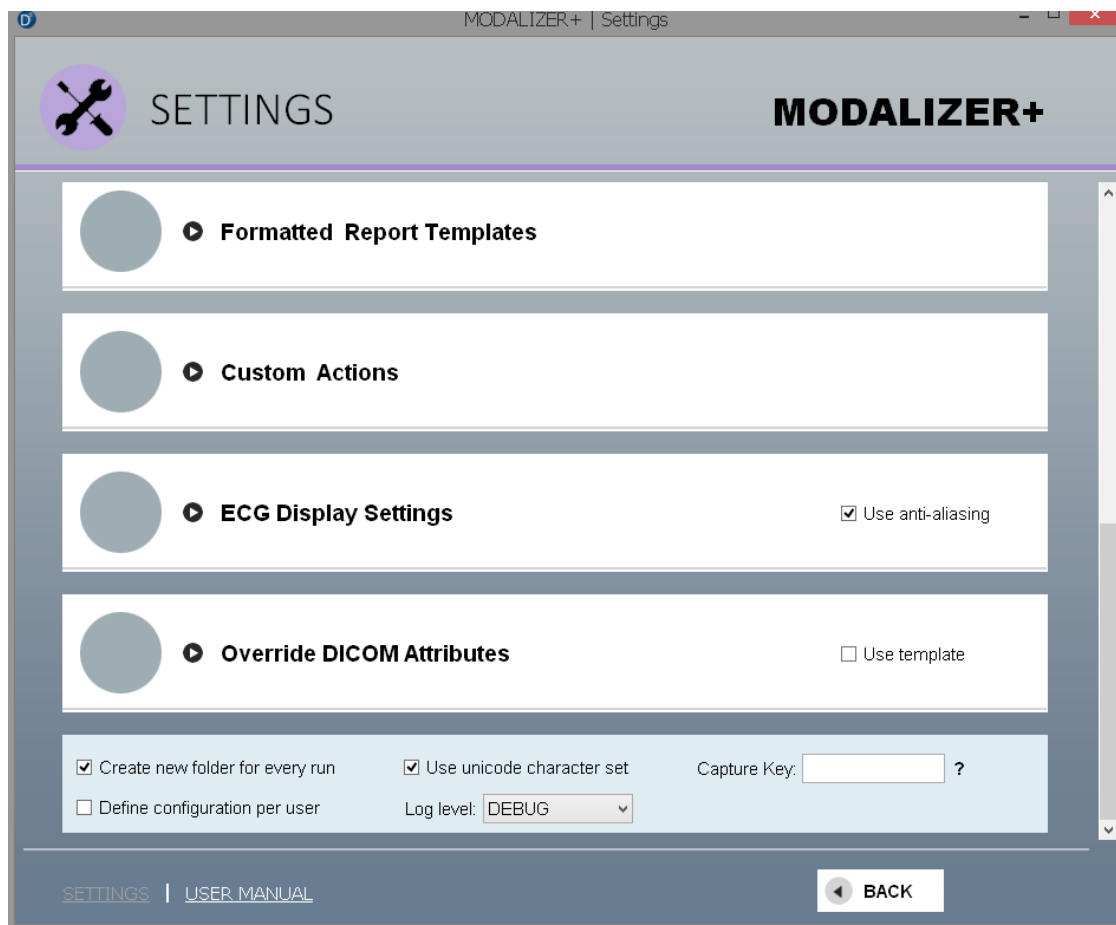 MODALIZER+ | Settings
SETTINGS
MODALIZER+
Formatted Report Templates
Custom Actions
ECG Display Settings
Use anti-aliasing
Override DICOM Attributes
Use template
Create new folder for every run
Use unicode character set
Capture Key:
?
Define configuration per user
Log level: DEBUG
SETTINGS | USER MANUAL
BACK